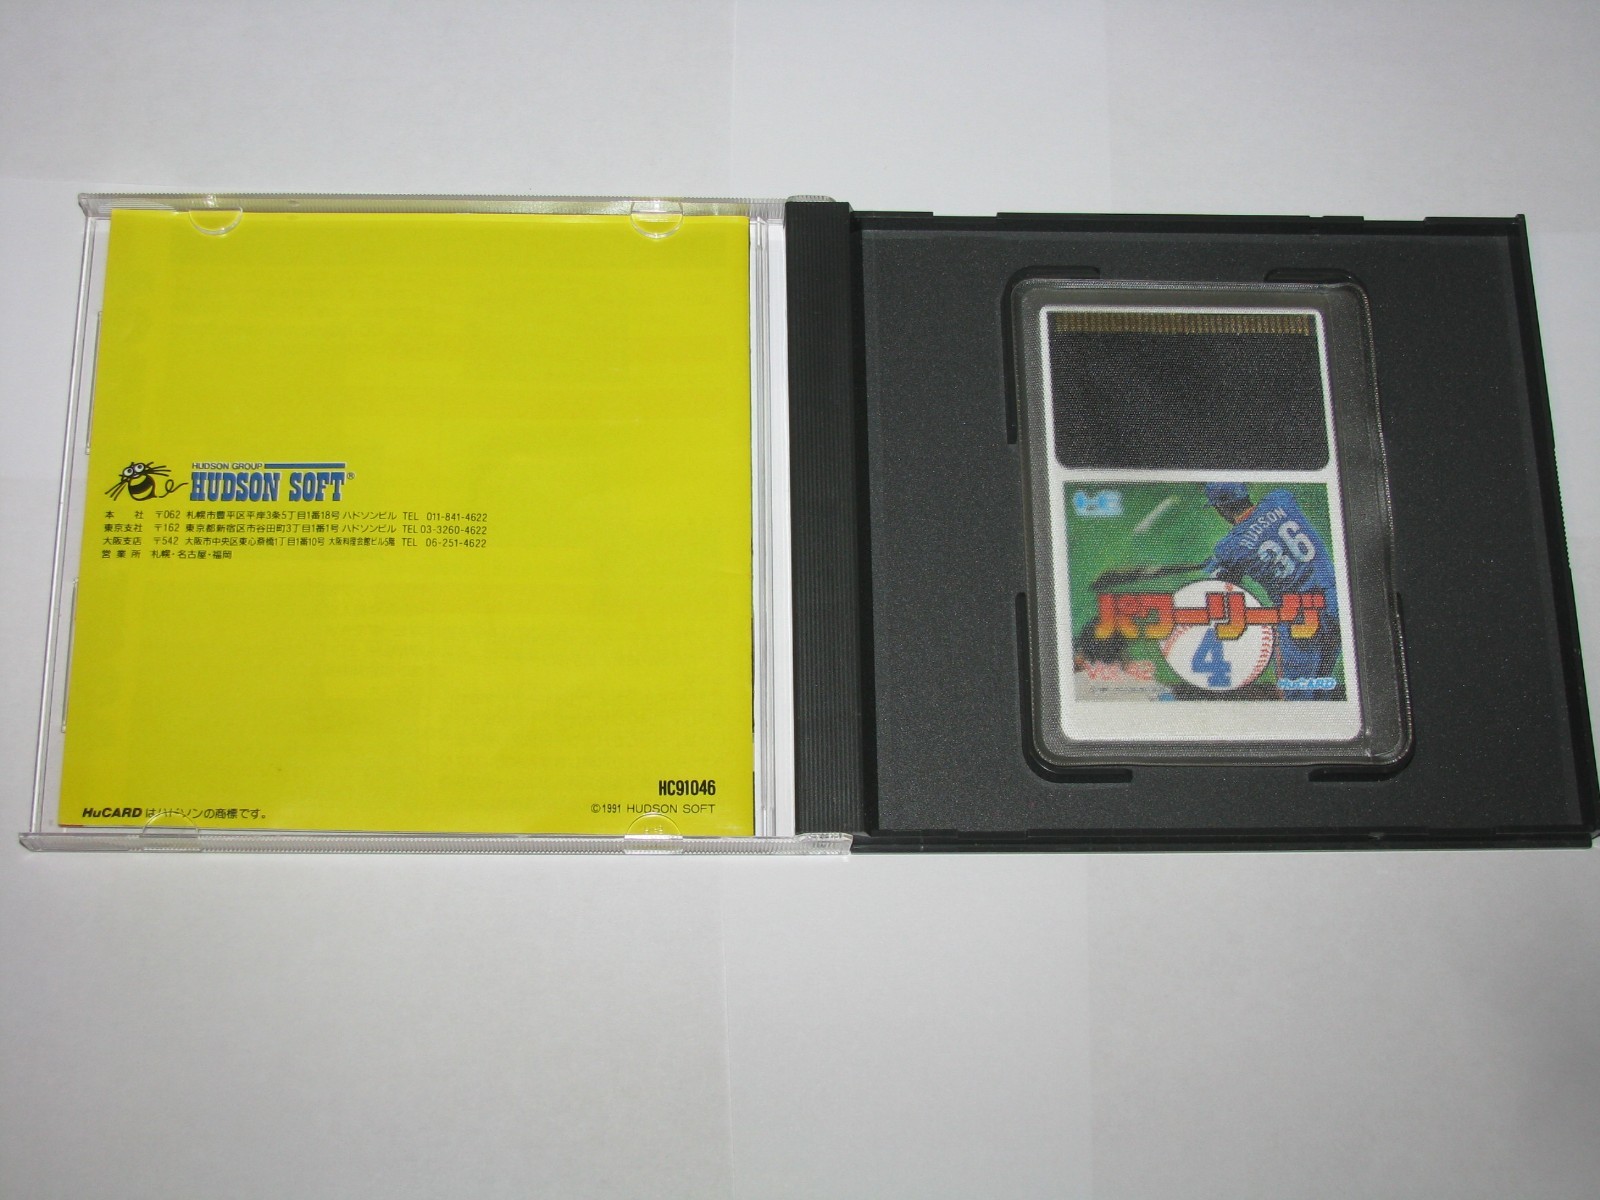 HUDSON GROUP
HUDSON SOFT®
本 社 〒062 札幌市豊平区平岸3条5丁目1番18号 ハドソンビル TEL 011-841-4622
東京支社 〒162 東京都新宿区市谷田町3丁目1番1号 ハドソンビル TEL 03-3260-4622
大阪支店 〒542 大阪市中央区東心斎橋1丁目1番10号 大阪料理会館ビル5階 TEL 06-251-4622
営業所 札幌・名古屋・福岡
HC91046
©1991 HUDSON SOFT
HuCARD はハドソンの商標です。
HUDSON
36
パワーリーグ
4
VOL.42
HuCARD